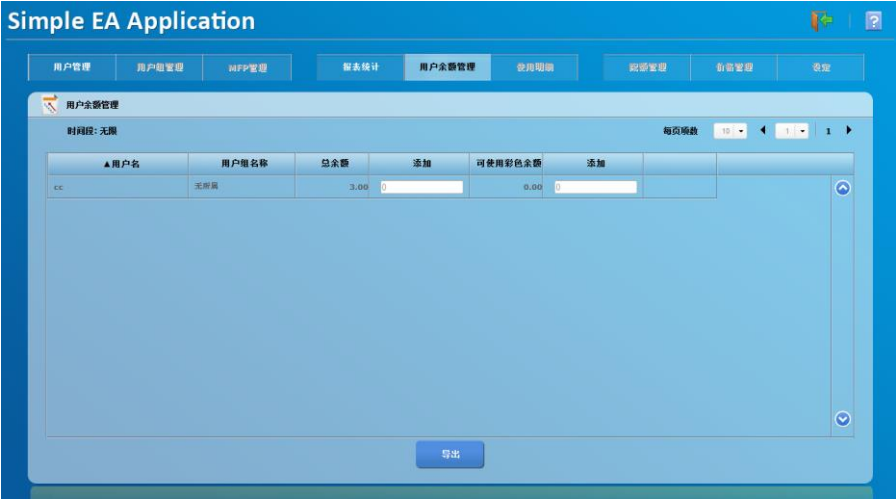 Simple EA Application
?
用户管理 用户组管理 MFP管理 报表统计 用户余额管理 使用明细 限额管理 价格管理 设定
用户余额管理
时间段: 无限 每页项数 10 1 1
▲用户名 用户组名称 总余额 添加 可使用彩色余额 添加
cc 无所属 3.00 0 0.00 0
导出